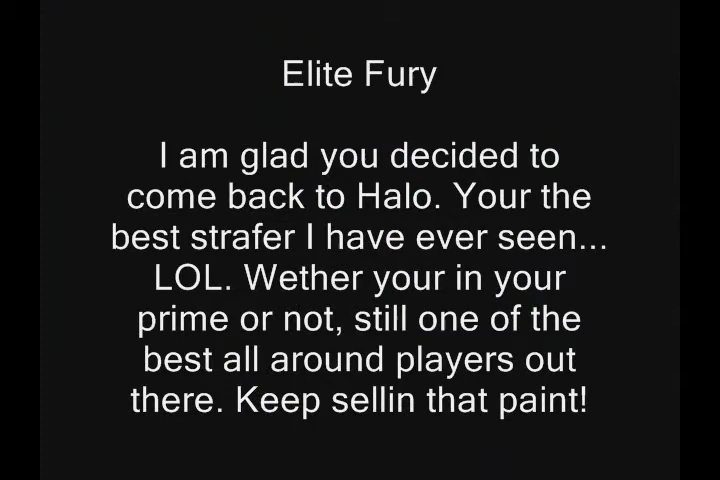 Elite Fury
I am glad you decided to
come back to Halo. Your the
best strafer I have ever seen...
LOL. Wether your in your
prime or not, still one of the
best all around players out
there. Keep sellin that paint!